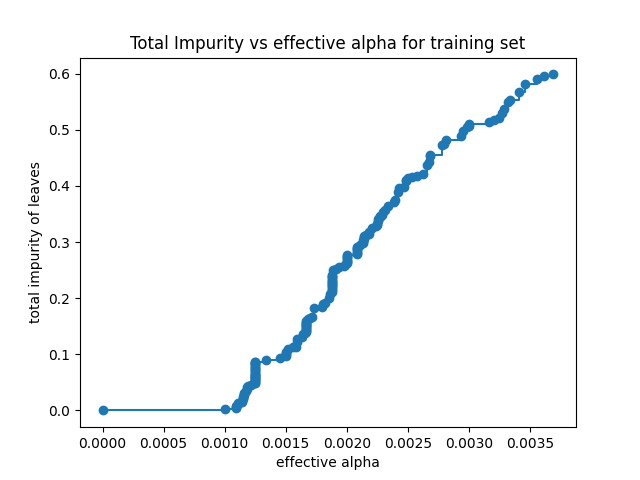 Total Impurity vs effective alpha for training set
total impurity of leaves
0.6
0.5
0.4
0.3
0.2
0.1
0.0
0.0000 0.0005 0.0010 0.0015 0.0020 0.0025 0.0030 0.0035
effective alpha